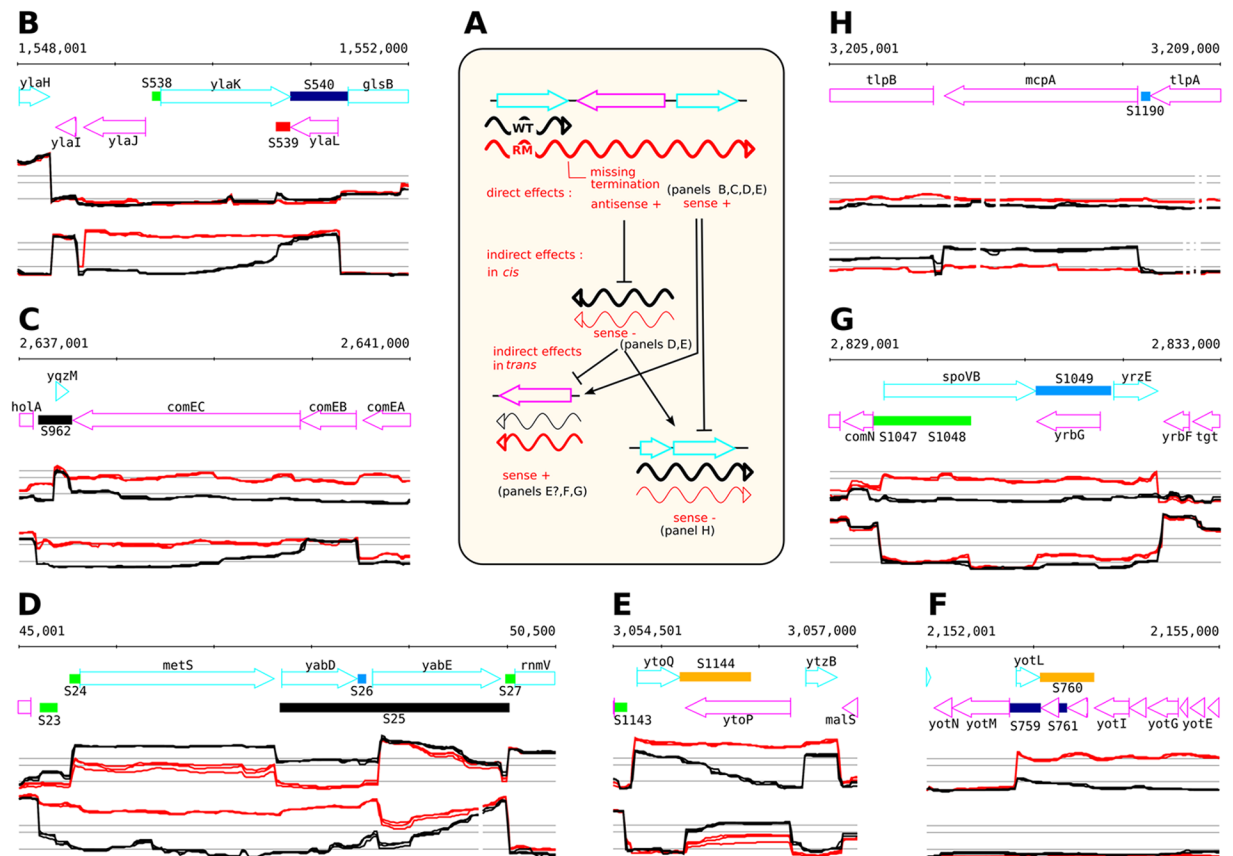 B
1,548,001 1,552,000
ylaH S538 ylaK S540 glsB
ylaI ylaJ S539 ylaL
C
2,637,001 2,641,000
yqzM
holA comEC comEB comEA
S962
A
WT
RM
missing
termination
direct effects : (panels B,C,D,E)
antisense + sense +
indirect effects :
in cis
sense -
(panels D,E)
indirect effects
in trans
sense +
(panels E?,F,G)
sense -
(panel H)
H
3,205,001 3,209,000
tlpB mcpA tlpA
S1190
G
2,829,001 2,833,000
spoVB S1049 yrzE
comN S1047 S1048 yrbG yrbF tgt
D
45,001 50,500
metS yabD yabE rnmV
S24 S26 S27
S23 S25
E
3,054,501 3,057,000
ytoQ S1144 ytzB
S1143 ytoP malS
F
2,152,001 2,155,000
yotL
S760
yotN yotM S759 S761 yotI yotG yotE